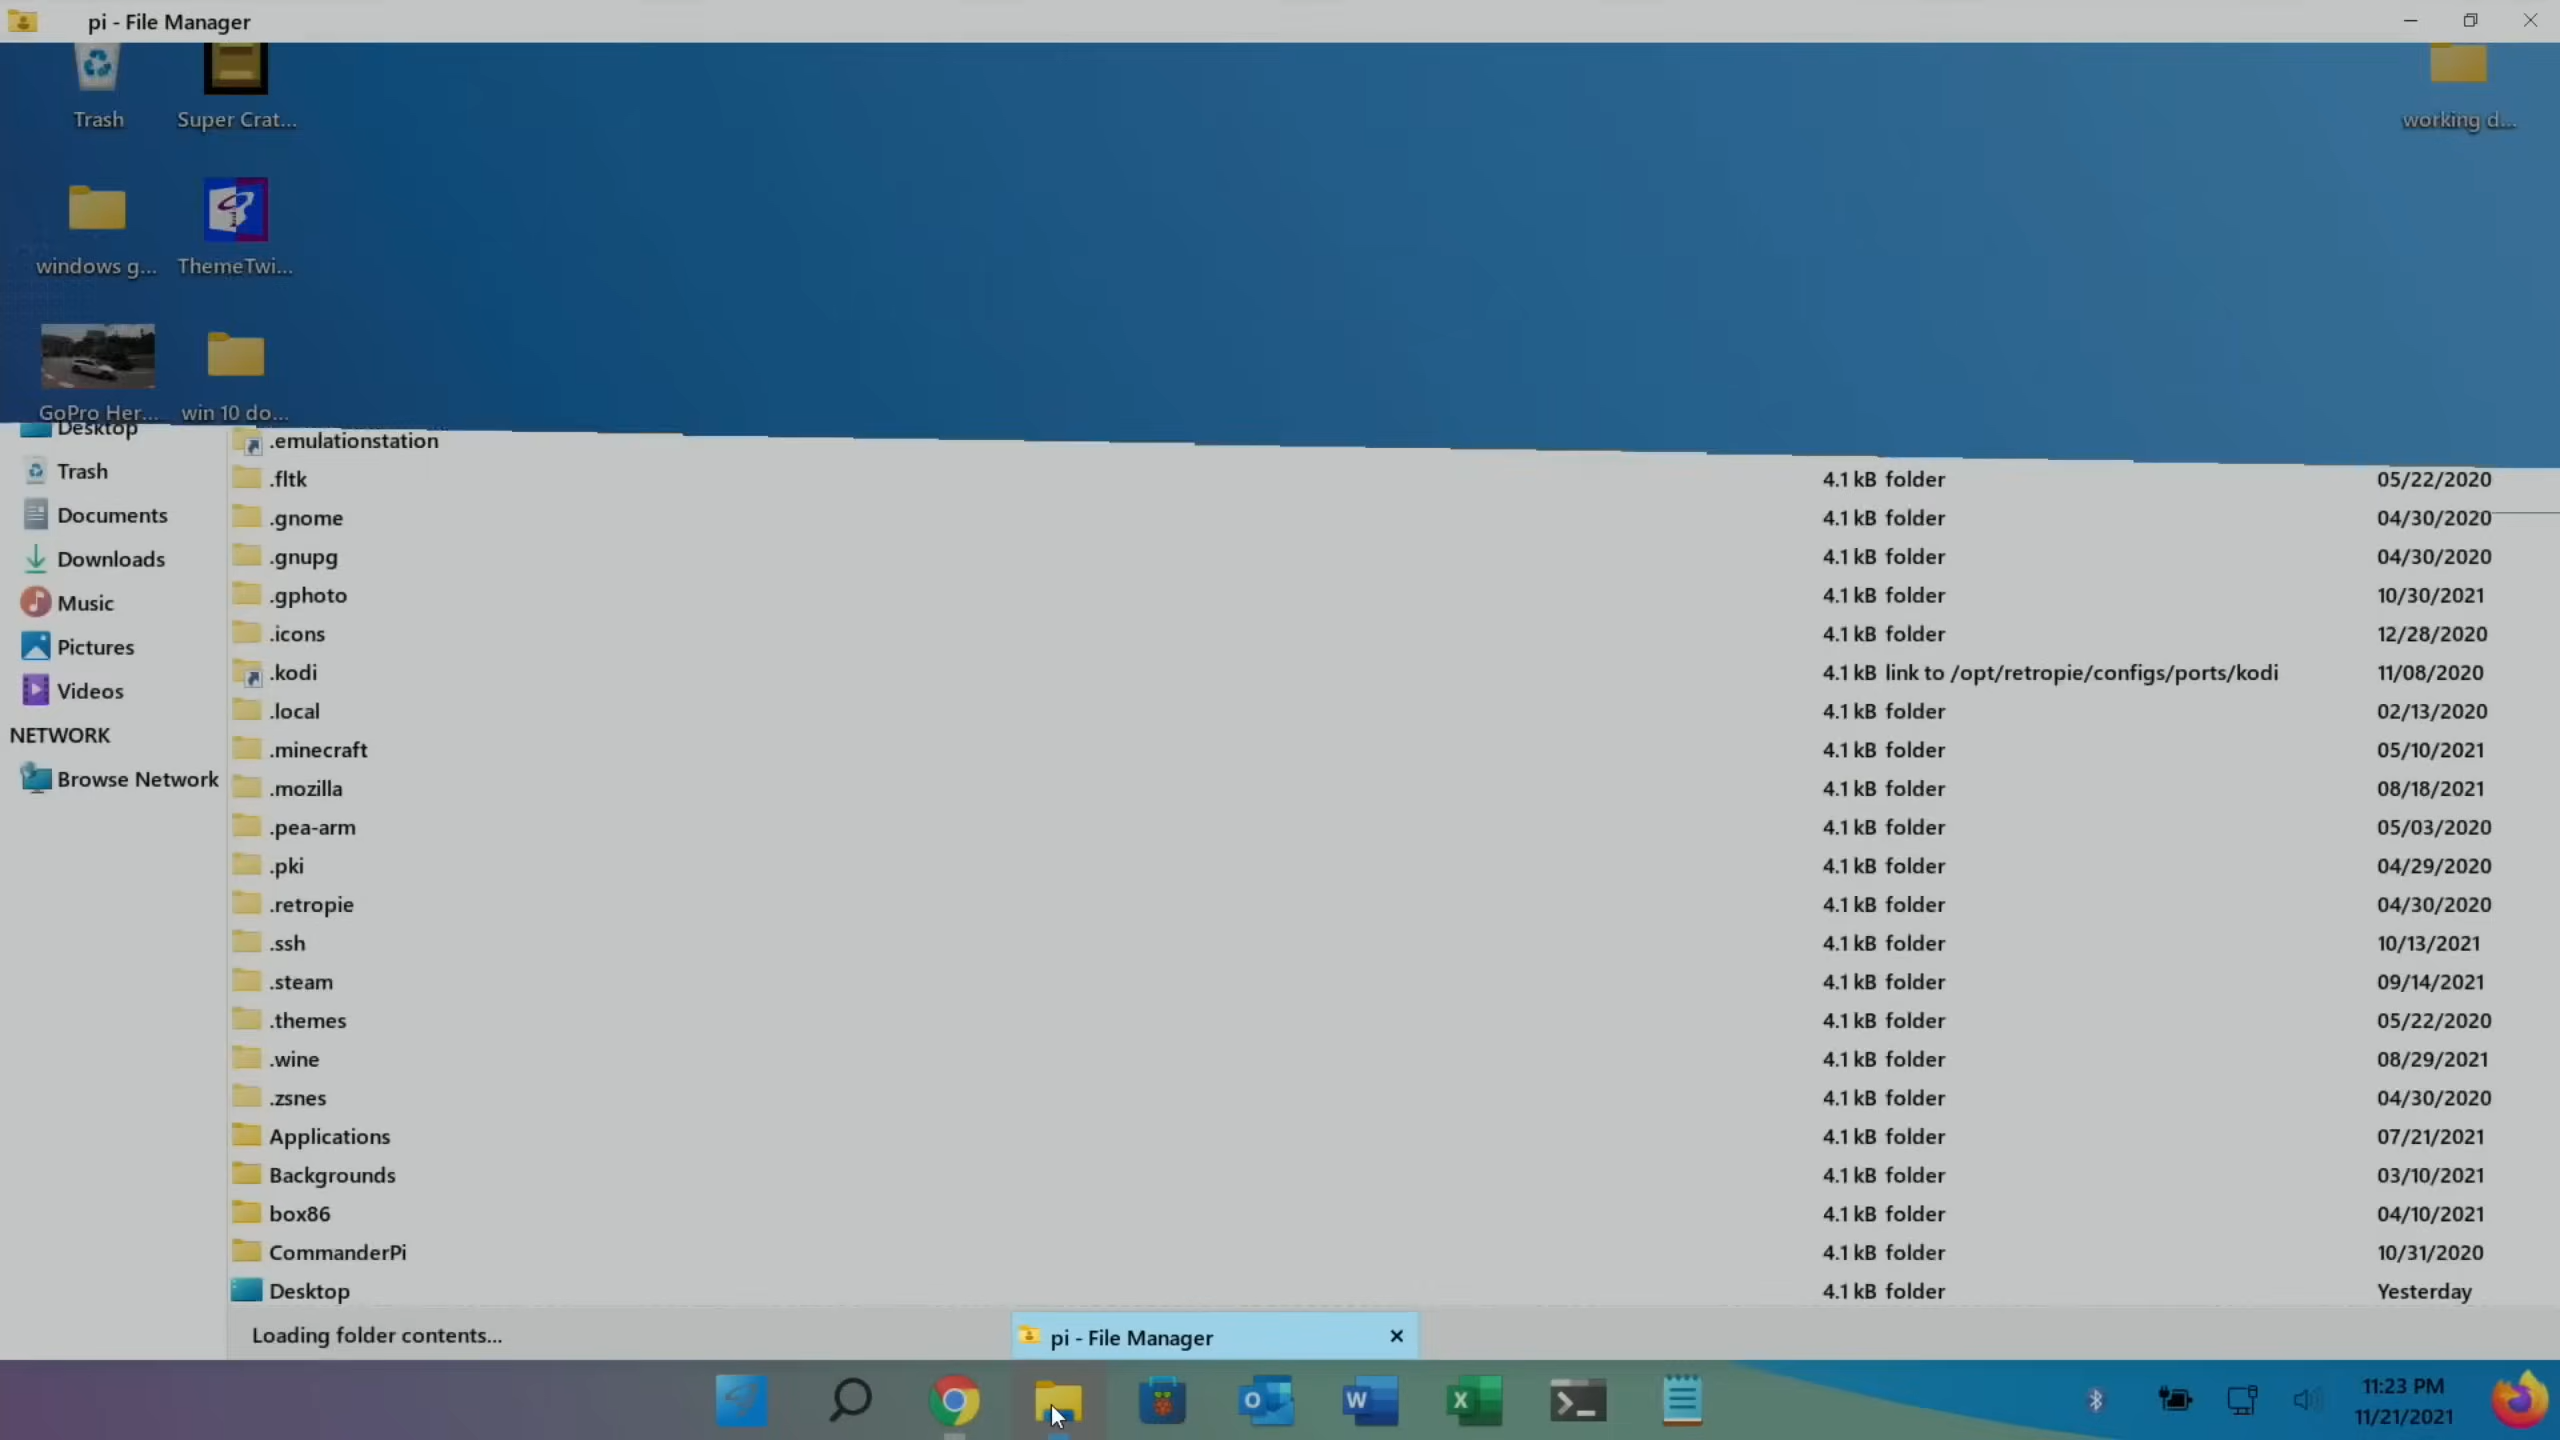 pi - File Manager
Trash
Super Crat...
working d...
windows g...
ThemeTwi...
GoPro Her...
win 10 do...
Desktop
.emulationstation
Trash
.fltk 4.1 kB folder 05/22/2020
Documents
.gnome 4.1 kB folder 04/30/2020
Downloads
.gnupg 4.1 kB folder 04/30/2020
Music
.gphoto 4.1 kB folder 10/30/2021
Pictures
.icons 4.1 kB folder 12/28/2020
Videos
.kodi 4.1 kB link to /opt/retropie/configs/ports/kodi 11/08/2020
NETWORK
.local 4.1 kB folder 02/13/2020
Browse Network
.minecraft 4.1 kB folder 05/10/2021
.mozilla 4.1 kB folder 08/18/2021
.pea-arm 4.1 kB folder 05/03/2020
.pki 4.1 kB folder 04/29/2020
.retropie 4.1 kB folder 04/30/2020
.ssh 4.1 kB folder 10/13/2021
.steam 4.1 kB folder 09/14/2021
.themes 4.1 kB folder 05/22/2020
.wine 4.1 kB folder 08/29/2021
.zsnes 4.1 kB folder 04/30/2020
Applications 4.1 kB folder 07/21/2021
Backgrounds 4.1 kB folder 03/10/2021
box86 4.1 kB folder 04/10/2021
CommanderPi 4.1 kB folder 10/31/2020
Desktop 4.1 kB folder Yesterday
Loading folder contents...
pi - File Manager
O
W
X
11:23 PM
11/21/2021